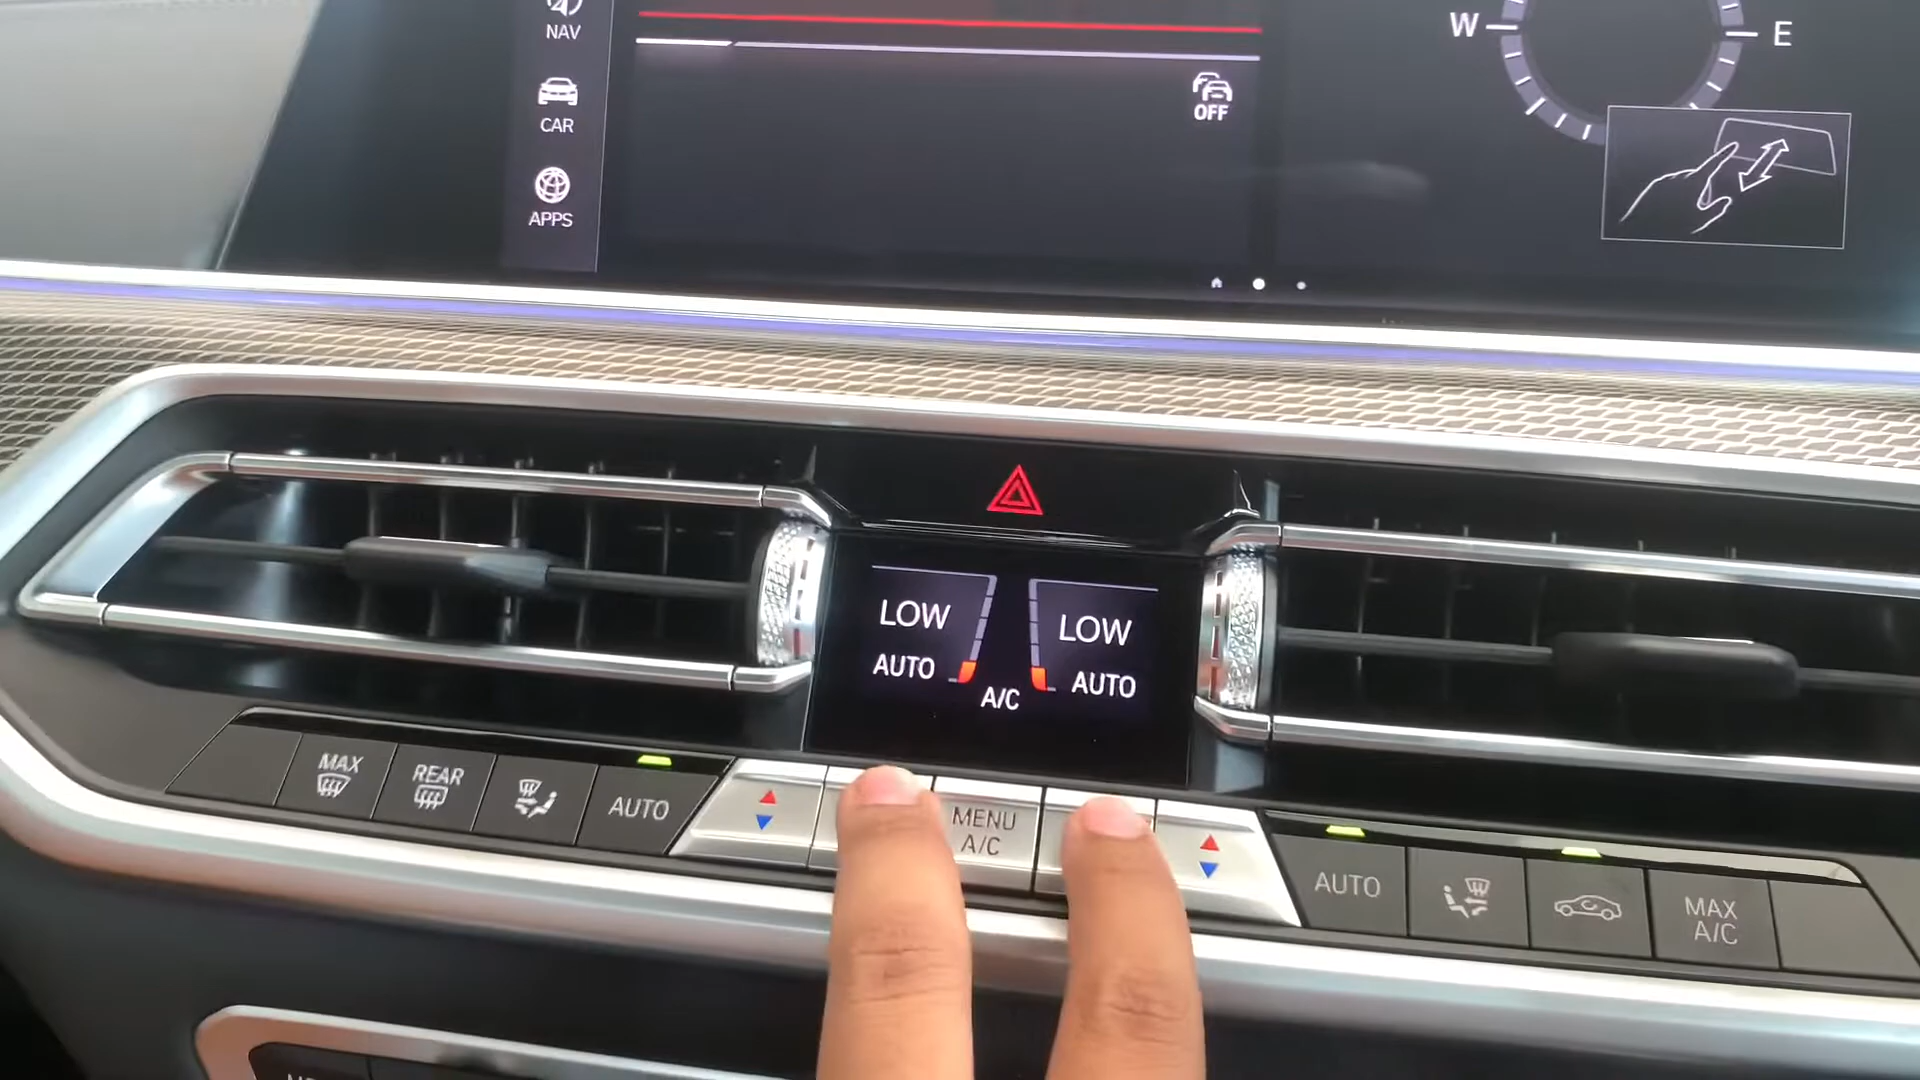 NAV
W
E
CAR
OFF
APPS
LOW
LOW
AUTO
A/C
AUTO
MAX
REAR
AUTO
MENU
A/C
AUTO
MAX
A/C